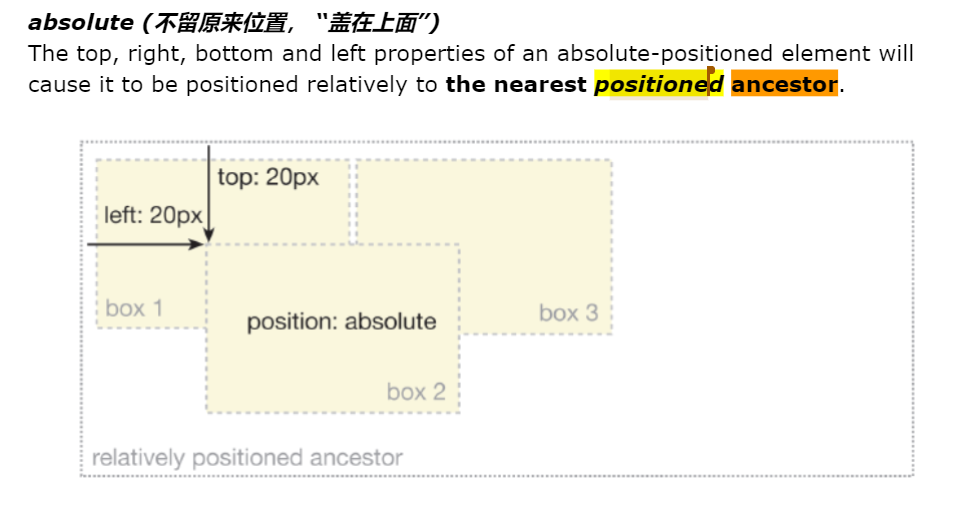 absolute (不留原来位置，“盖在上面”)
The top, right, bottom and left properties of an absolute-positioned element will
cause it to be positioned relatively to the nearest positioned ancestor.
top: 20px
left: 20px
box 1
position: absolute
box 3
box 2
relatively positioned ancestor